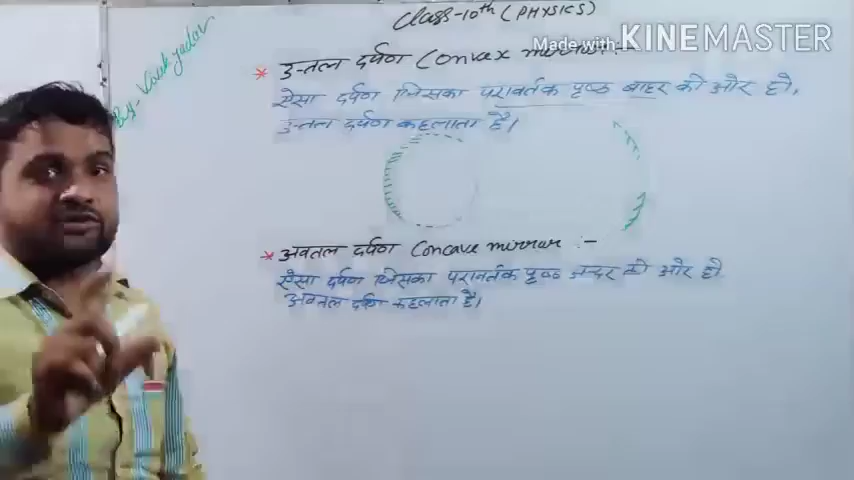 Class-10th (PHYSICS)
Made with KINEMASTER
By-
* उत्तल दर्पण Convex mirror :-
ऐसा दर्पण जिसका परावर्तक पृष्ठ बाहर की ओर हो,
उत्तल दर्पण कहलाता है।
* अवतल दर्पण Concave mirror :-
ऐसा दर्पण जिसका परावर्तक पृष्ठ अन्दर की ओर हो
अवतल दर्पण कहलाता है।